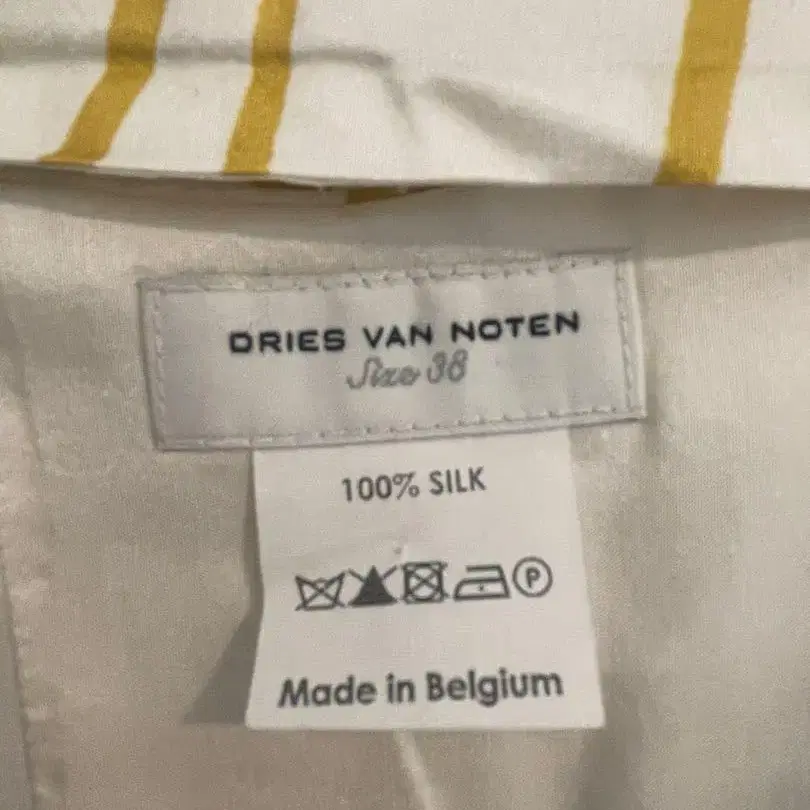 DRIES VAN NOTEN
Size 38
100% SILK
P
Made in Belgium